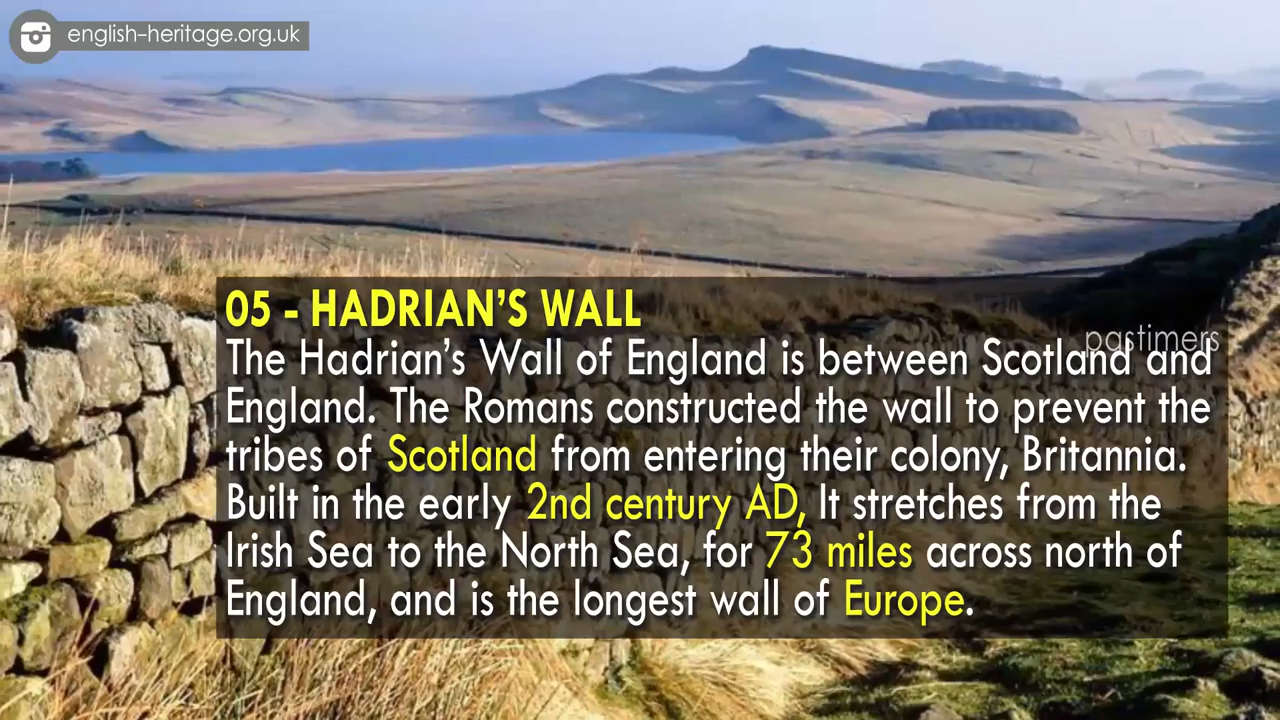 english-heritage.org.uk
05 - HADRIAN'S WALL
pastimers
The Hadrian's Wall of England is between Scotland and
England. The Romans constructed the wall to prevent the
tribes of Scotland from entering their colony, Britannia.
Built in the early 2nd century AD, It stretches from the
Irish Sea to the North Sea, for 73 miles across north of
England, and is the longest wall of Europe.